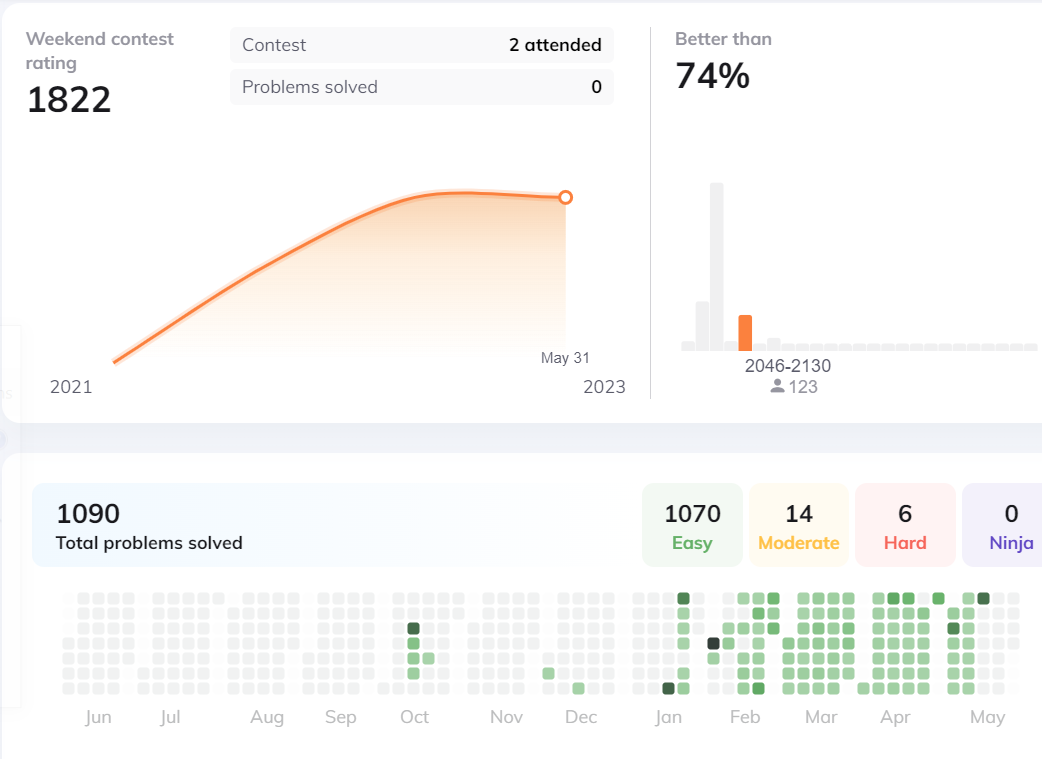 Weekend contest
rating
1822
Contest 2 attended
Problems solved 0
May 31
2021 2023
Better than
74%
2046-2130
123
1090
Total problems solved
1070
Easy
14
Moderate
6
Hard
0
Ninja
Jun Jul Aug Sep Oct Nov Dec Jan Feb Mar Apr May